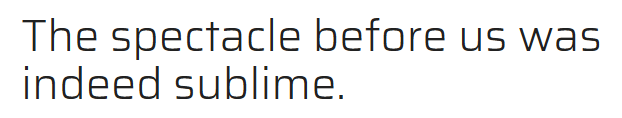 The spectacle before us was
indeed sublime.